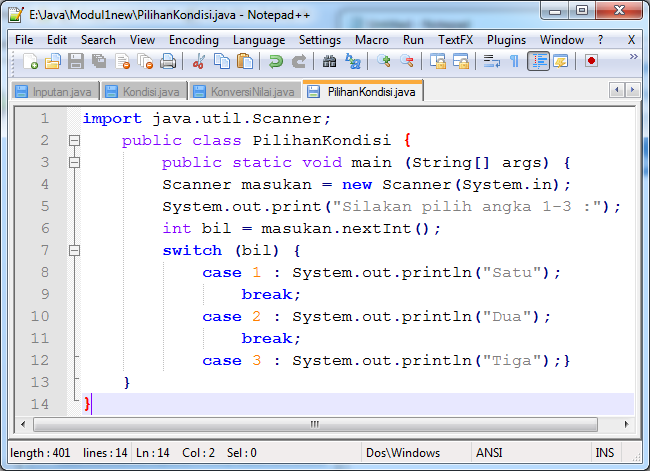 E:\Java\Modul1new\PilihanKondisi.java - Notepad++
File Edit Search View Encoding Language Settings Macro Run TextFX Plugins Window ? X
Inputan.java Kondisi.java KonversiNilai.java PilihanKondisi.java
1 import java.util.Scanner;
2 public class PilihanKondisi {
3 public static void main (String[] args) {
4 Scanner masukan = new Scanner(System.in);
5 System.out.print("Silakan pilih angka 1-3 :");
6 int bil = masukan.nextInt();
7 switch (bil) {
8 case 1 : System.out.println("Satu");
9 break;
10 case 2 : System.out.println("Dua");
11 break;
12 case 3 : System.out.println("Tiga");}
13 }
14 }
length : 401 lines : 14 Ln : 14 Col : 2 Sel : 0 Dos\Windows ANSI INS